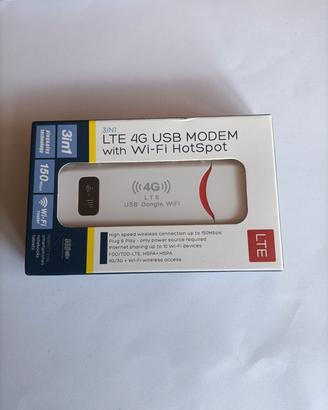 3IN1
LTE 4G USB MODEM
with Wi-Fi HotSpot
4G
LTE
USB Dongle WiFi
High speed wireless connection up to 150Mbps
Plug & Play - only power source required
Internet sharing up to 10 Wi-Fi devices
FDD/TDD-LTE, HSPA+HSPA
4G/3G + Wi-Fi wireless access
LTE
3in1
150
Wi-Fi